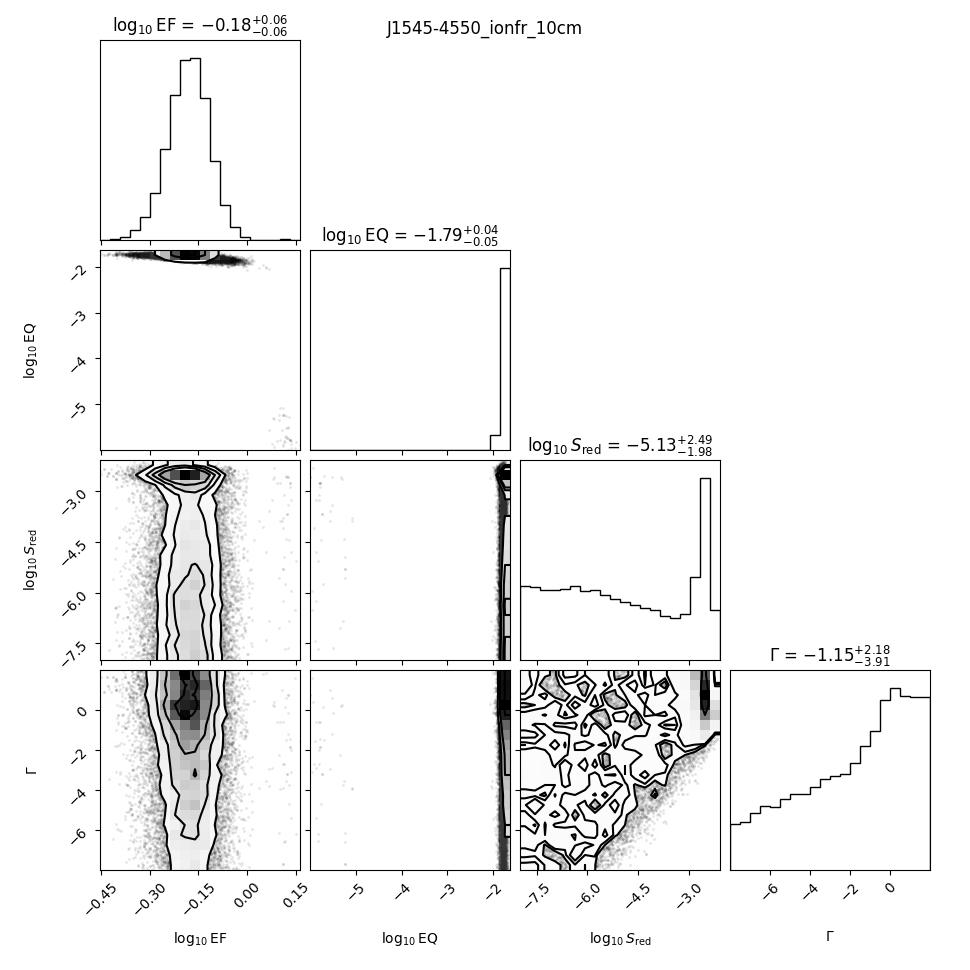 J1545-4550_ionfr_10cm
log₁₀ EF = −0.18⁺⁰·⁰⁶₋₀.₀₆
log₁₀ EQ = −1.79⁺⁰·⁰⁴₋₀.₀₅
−2
−3
−4
−5
log₁₀ EQ
log₁₀ S_red = −5.13⁺²·⁴⁹₋₁.₉₈
−3.0
−4.5
−6.0
−7.5
log₁₀ S_red
Γ = −1.15⁺²·¹⁸₋₃.₉₁
0
−2
−4
−6
Γ
−0.45 −0.30 −0.15 0.00 0.15
−5 −4 −3 −2
−7.5 −6.0 −4.5 −3.0
−6 −4 −2 0
log₁₀ EF
log₁₀ EQ
log₁₀ S_red
Γ